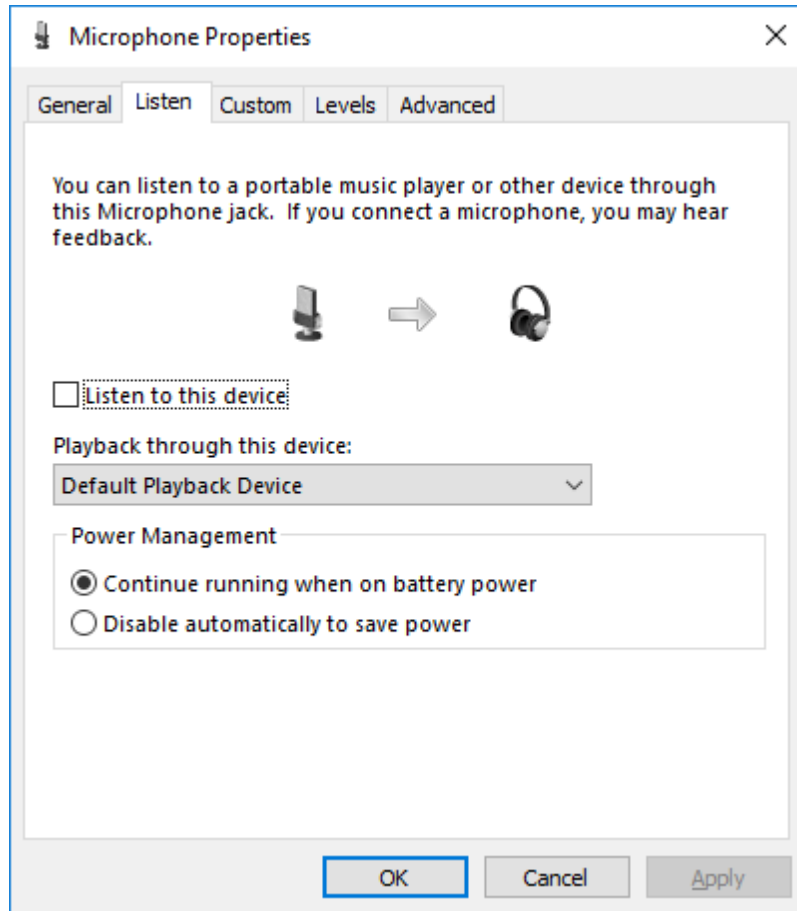 Microphone Properties
General Listen Custom Levels Advanced
You can listen to a portable music player or other device through
this Microphone jack.  If you connect a microphone, you may hear
feedback.
Listen to this device
Playback through this device:
Default Playback Device
Power Management
Continue running when on battery power
Disable automatically to save power
OK Cancel Apply